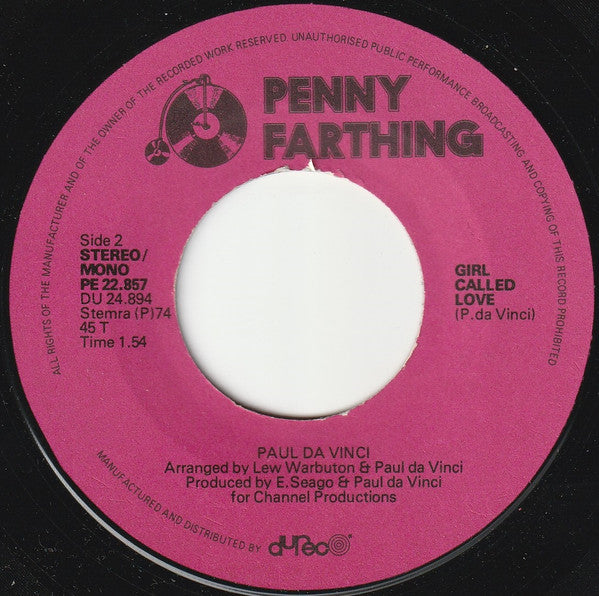 ALL RIGHTS OF THE MANUFACTURER AND OF THE OWNER OF THE RECORDED WORK RESERVED. UNAUTHORISED PUBLIC PERFORMANCE BROADCASTING AND COPYING OF THIS RECORD PROHIBITED
PENNY
FARTHING
Side 2
STEREO/
MONO
PE 22.857
DU 24.894
Stemra (P)74
45 T
Time 1.54
GIRL
CALLED
LOVE
(P.da Vinci)
PAUL DA VINCI
Arranged by Lew Warbuton & Paul da Vinci
Produced by E.Seago & Paul da Vinci
for Channel Productions
MANUFACTURED AND DISTRIBUTED BY dureco